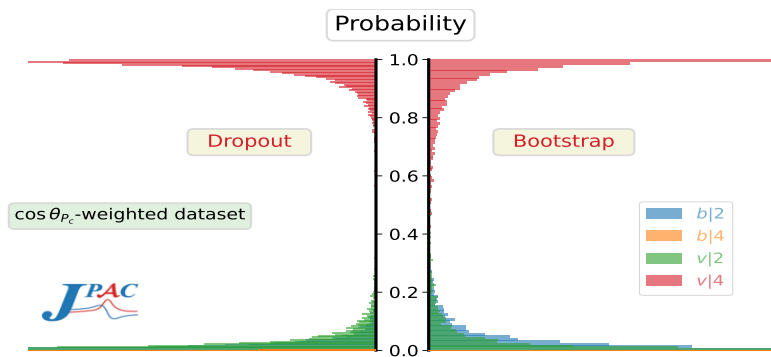 Probability
1.0
0.8
0.6
0.4
0.2
0.0
Dropout
Bootstrap
cos θ_{P_c}-weighted dataset
b|2
b|4
v|2
v|4
JPAC